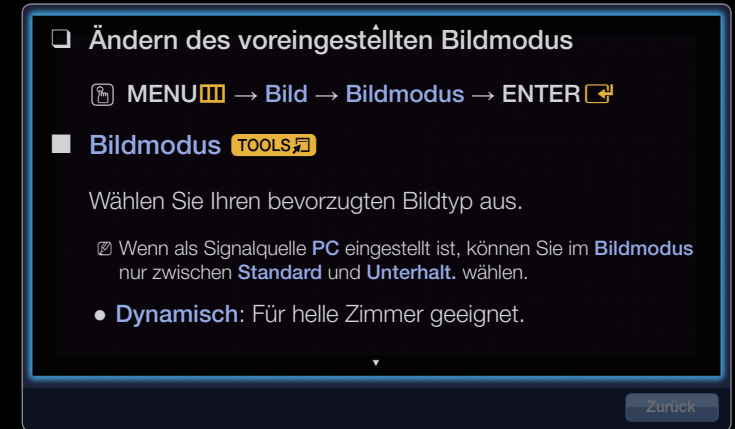 ❑ Ändern des voreingestellten Bildmodus
MENU → Bild → Bildmodus → ENTER
■ Bildmodus TOOLS
Wählen Sie Ihren bevorzugten Bildtyp aus.
Wenn als Signalquelle PC eingestellt ist, können Sie im Bildmodus
nur zwischen Standard und Unterhalt. wählen.
● Dynamisch: Für helle Zimmer geeignet.
Zurück